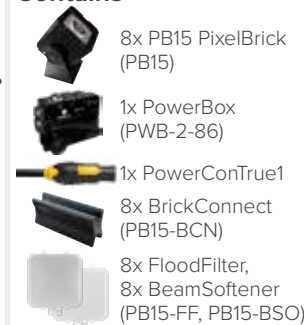 8x PB15 PixelBrick
(PB15)
1x PowerBox
(PWB-2-86)
1x PowerConTrue1
8x BrickConnect
(PB15-BCN)
8x FloodFilter,
8x BeamSoftener
(PB15-FF, PB15-BSO)